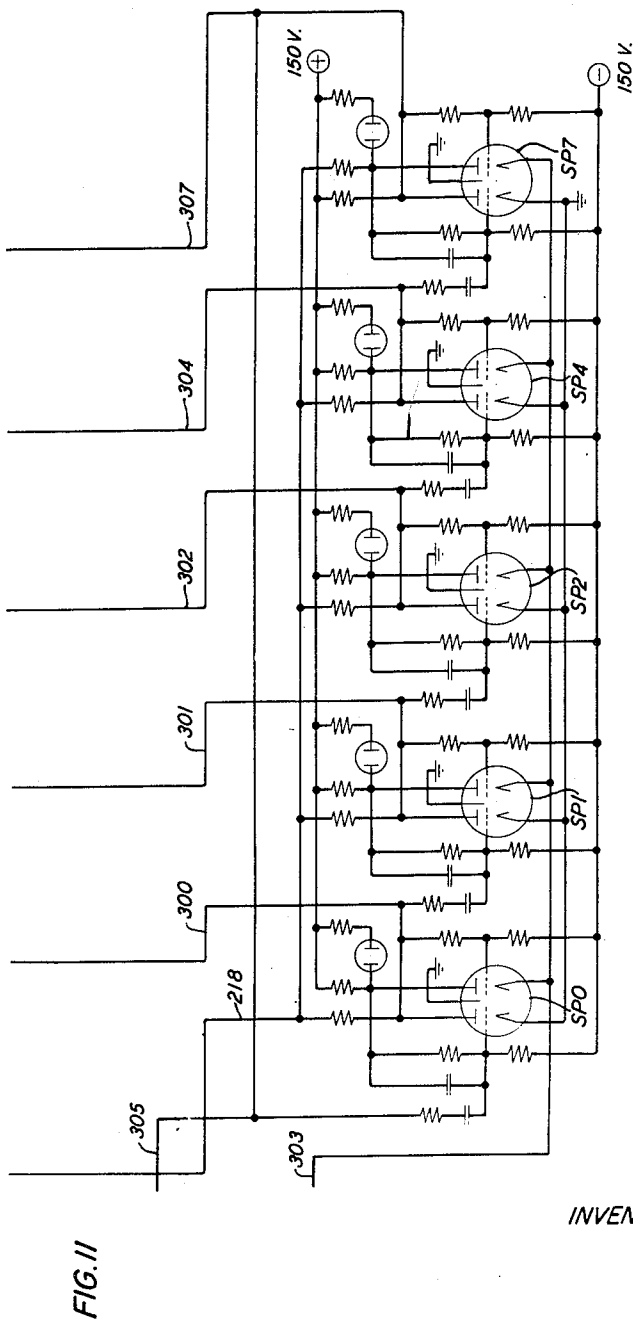 FIG. 11
305
303
218
300
301
302
304
307
150 V.
+
150 V.
−
SP0
SP1
SP2
SP4
SP7
INVEN